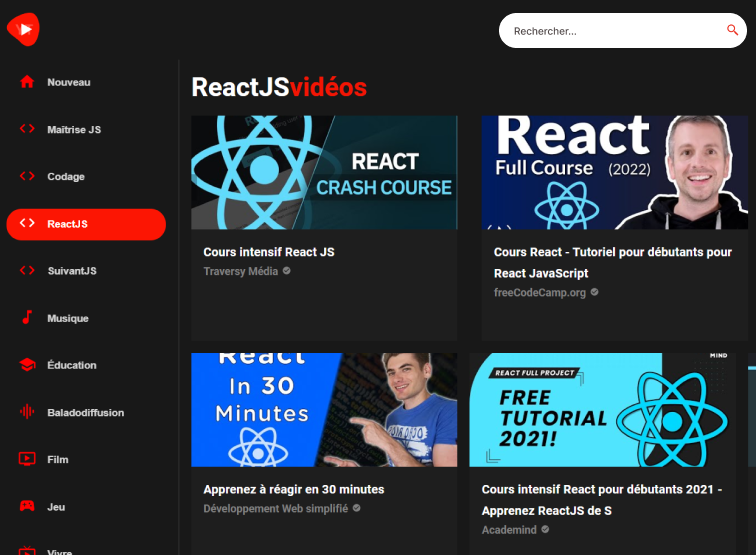 Rechercher...
Nouveau
Maîtrise JS
Codage
ReactJS
SuivantJS
Musique
Éducation
Baladodiffusion
Film
Jeu
Vivre
ReactJSvidéos
REACT
CRASH COURSE
Cours intensif React JS
Traversy Média
React
Full Course (2022)
Cours React - Tutoriel pour débutants pour
React JavaScript
freeCodeCamp.org
React
In 30
Minutes
Apprenez à réagir en 30 minutes
Développement Web simplifié
MIND
REACT FULL PROJECT
FREE
TUTORIAL
2021!
Cours intensif React pour débutants 2021 -
Apprenez ReactJS de S
Academind